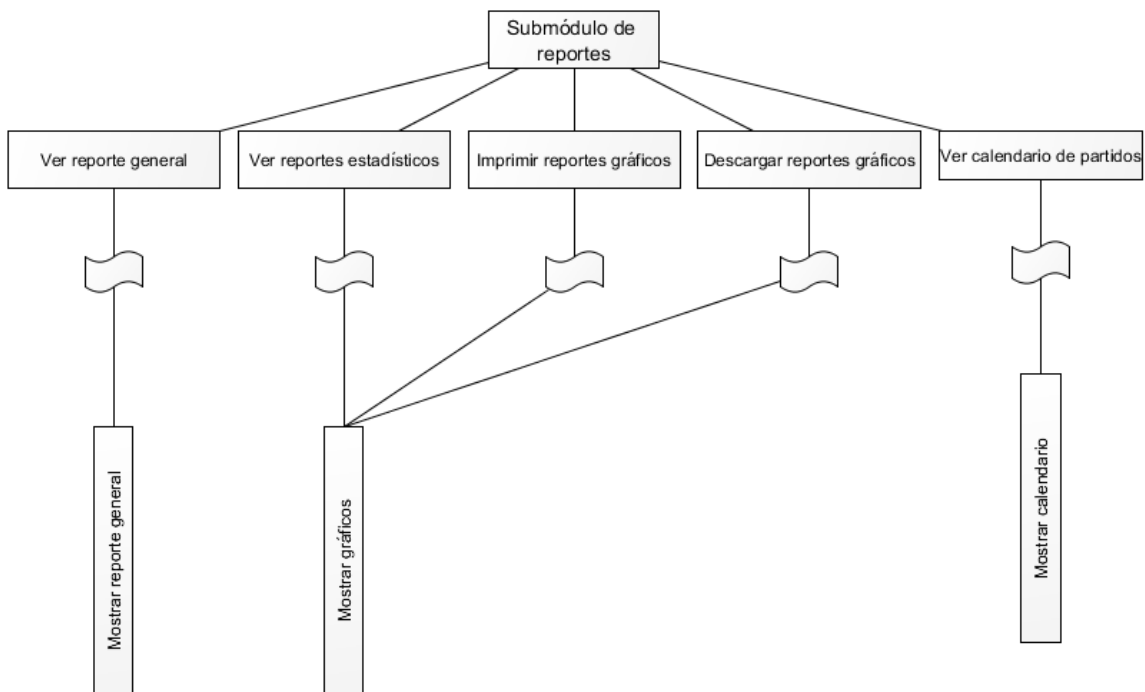 Submódulo de
reportes
Ver reporte general
Ver reportes estadísticos
Imprimir reportes gráficos
Descargar reportes gráficos
Ver calendario de partidos
Mostrar reporte general
Mostrar gráficos
Mostrar calendario